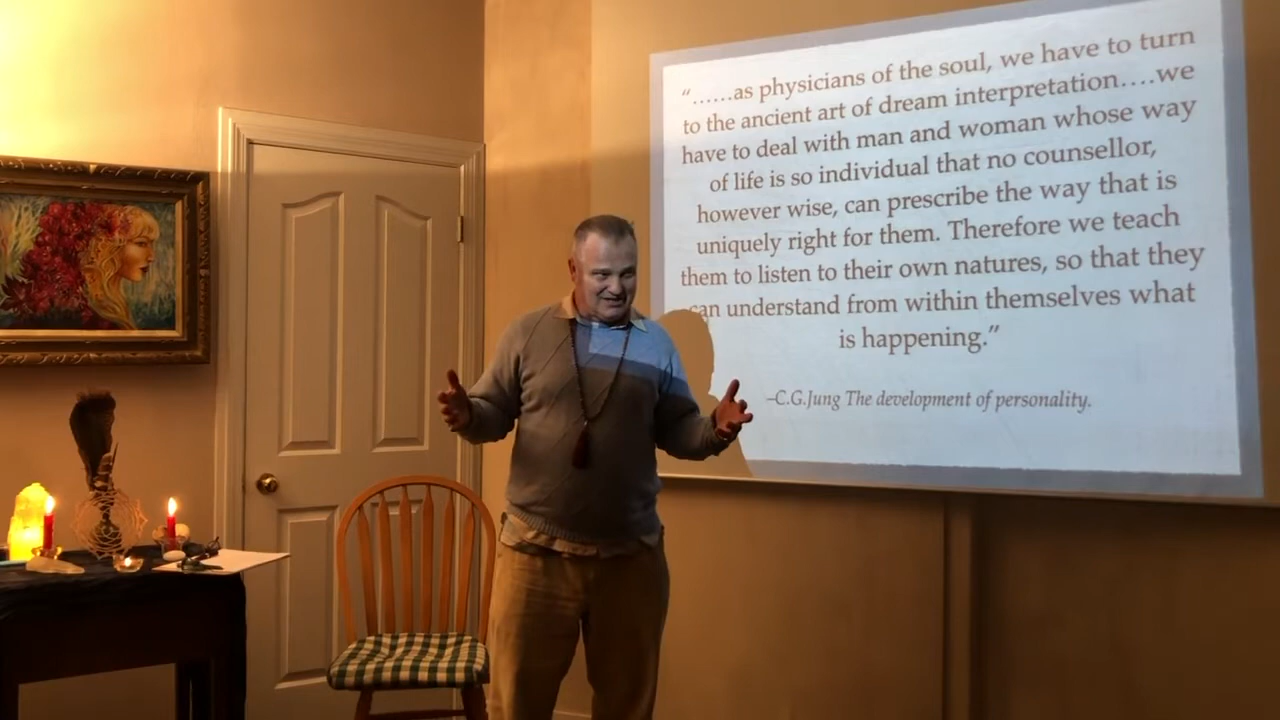 “……as physicians of the soul, we have to turn
to the ancient art of dream interpretation….we
have to deal with man and woman whose way
of life is so individual that no counsellor,
however wise, can prescribe the way that is
uniquely right for them. Therefore we teach
them to listen to their own natures, so that they
can understand from within themselves what
is happening.”
–C.G.Jung The development of personality.